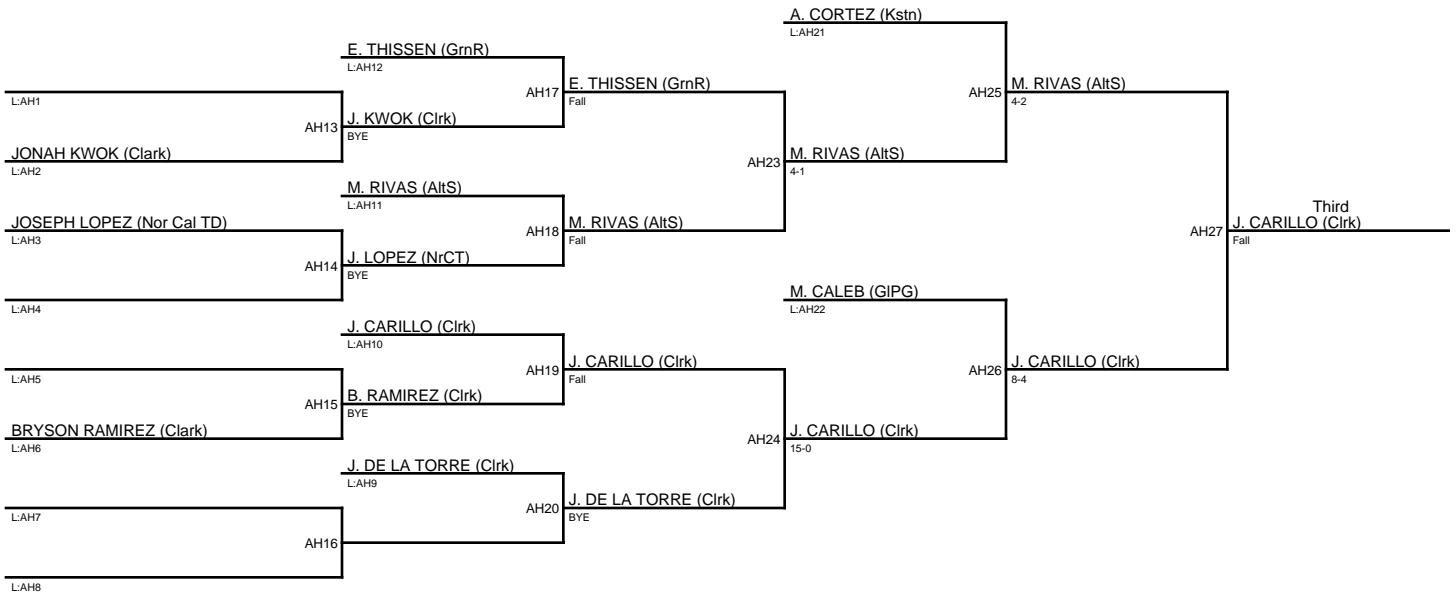 A. CORTEZ (Kstn)
L:AH21
E. THISSEN (GrnR)
L:AH12
L:AH1
AH17
E. THISSEN (GrnR)
Fall
AH25
M. RIVAS (AltS)
4-2
AH13
J. KWOK (Clrk)
BYE
JONAH KWOK (Clark)
L:AH2
AH23
M. RIVAS (AltS)
4-1
M. RIVAS (AltS)
L:AH11
JOSEPH LOPEZ (Nor Cal TD)
L:AH3
AH18
M. RIVAS (AltS)
Fall
AH27
Third
J. CARILLO (Clrk)
Fall
AH14
J. LOPEZ (NrCT)
BYE
L:AH4
M. CALEB (GlPG)
L:AH22
J. CARILLO (Clrk)
L:AH10
L:AH5
AH19
J. CARILLO (Clrk)
Fall
AH26
J. CARILLO (Clrk)
8-4
AH15
B. RAMIREZ (Clrk)
BYE
BRYSON RAMIREZ (Clark)
L:AH6
AH24
J. CARILLO (Clrk)
15-0
J. DE LA TORRE (Clrk)
L:AH9
L:AH7
AH20
J. DE LA TORRE (Clrk)
BYE
AH16
L:AH8